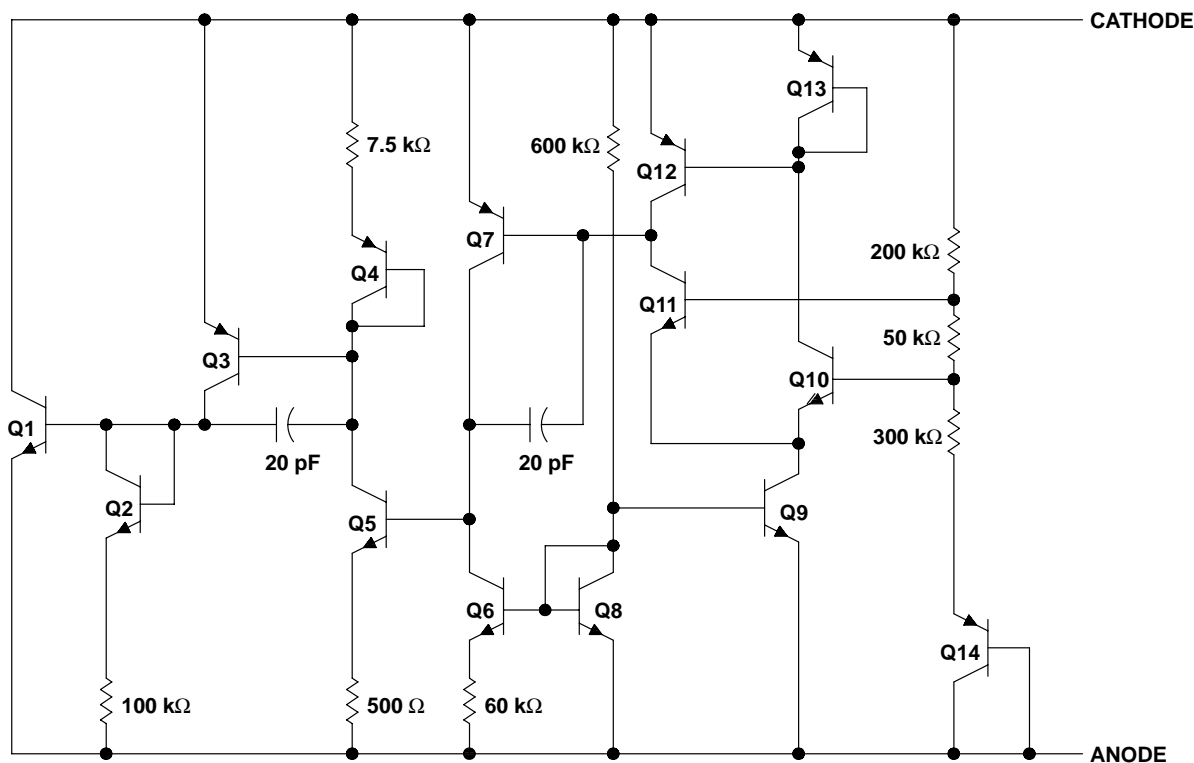 CATHODE
Q13
7.5 kΩ
600 kΩ
Q12
Q7
200 kΩ
Q4
Q11
50 kΩ
Q3
Q10
300 kΩ
Q1
20 pF
20 pF
Q2
Q5
Q9
Q6
Q8
Q14
100 kΩ
500 Ω
60 kΩ
ANODE